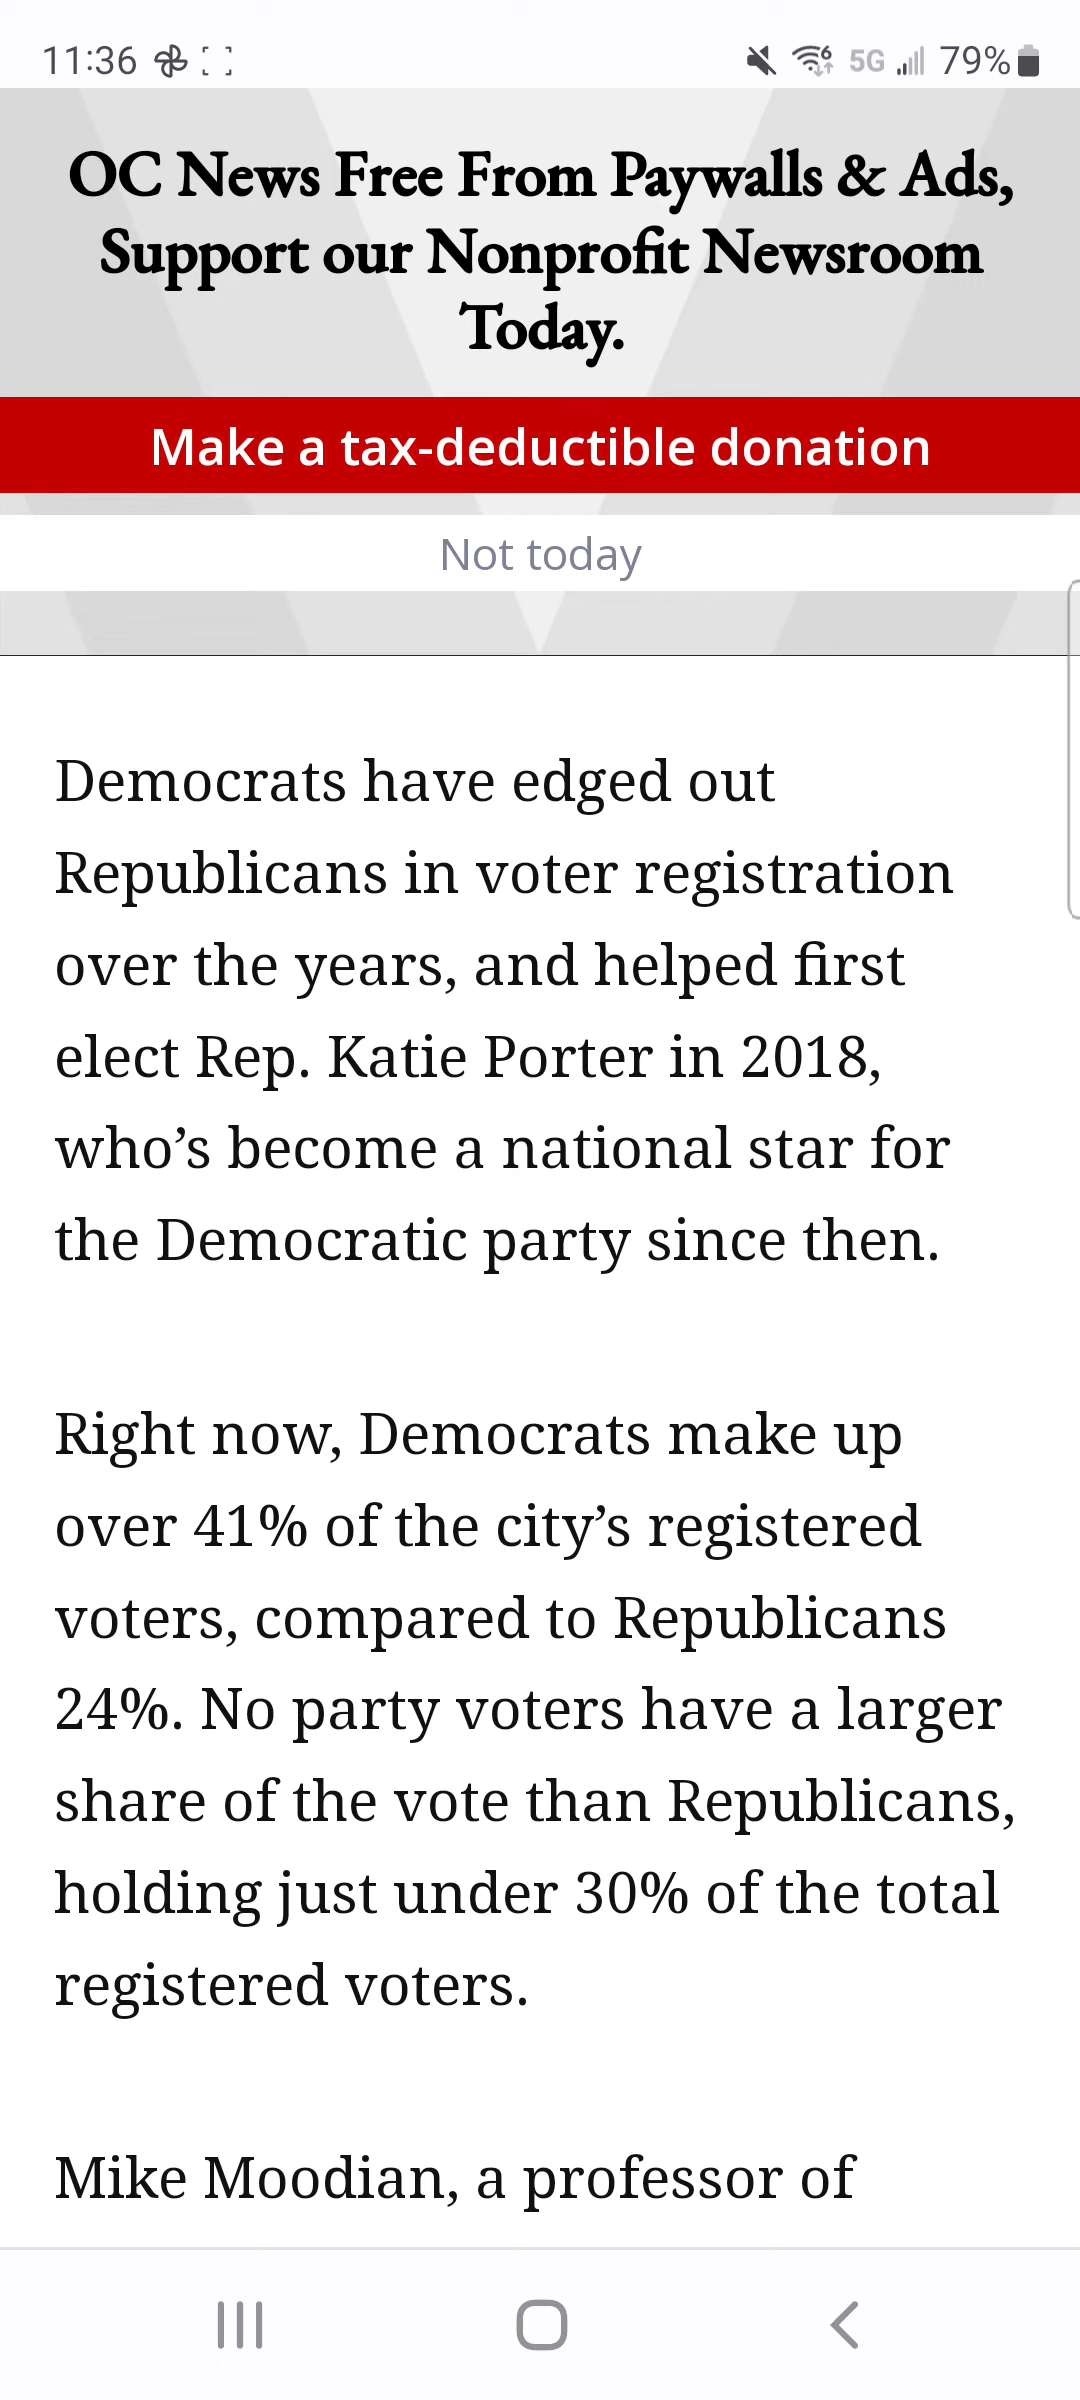 11:36
5G 79%
OC News Free From Paywalls & Ads,
Support our Nonprofit Newsroom
Today.
Make a tax-deductible donation
Not today
Democrats have edged out
Republicans in voter registration
over the years, and helped first
elect Rep. Katie Porter in 2018,
who’s become a national star for
the Democratic party since then.
Right now, Democrats make up
over 41% of the city’s registered
voters, compared to Republicans
24%. No party voters have a larger
share of the vote than Republicans,
holding just under 30% of the total
registered voters.
Mike Moodian, a professor of